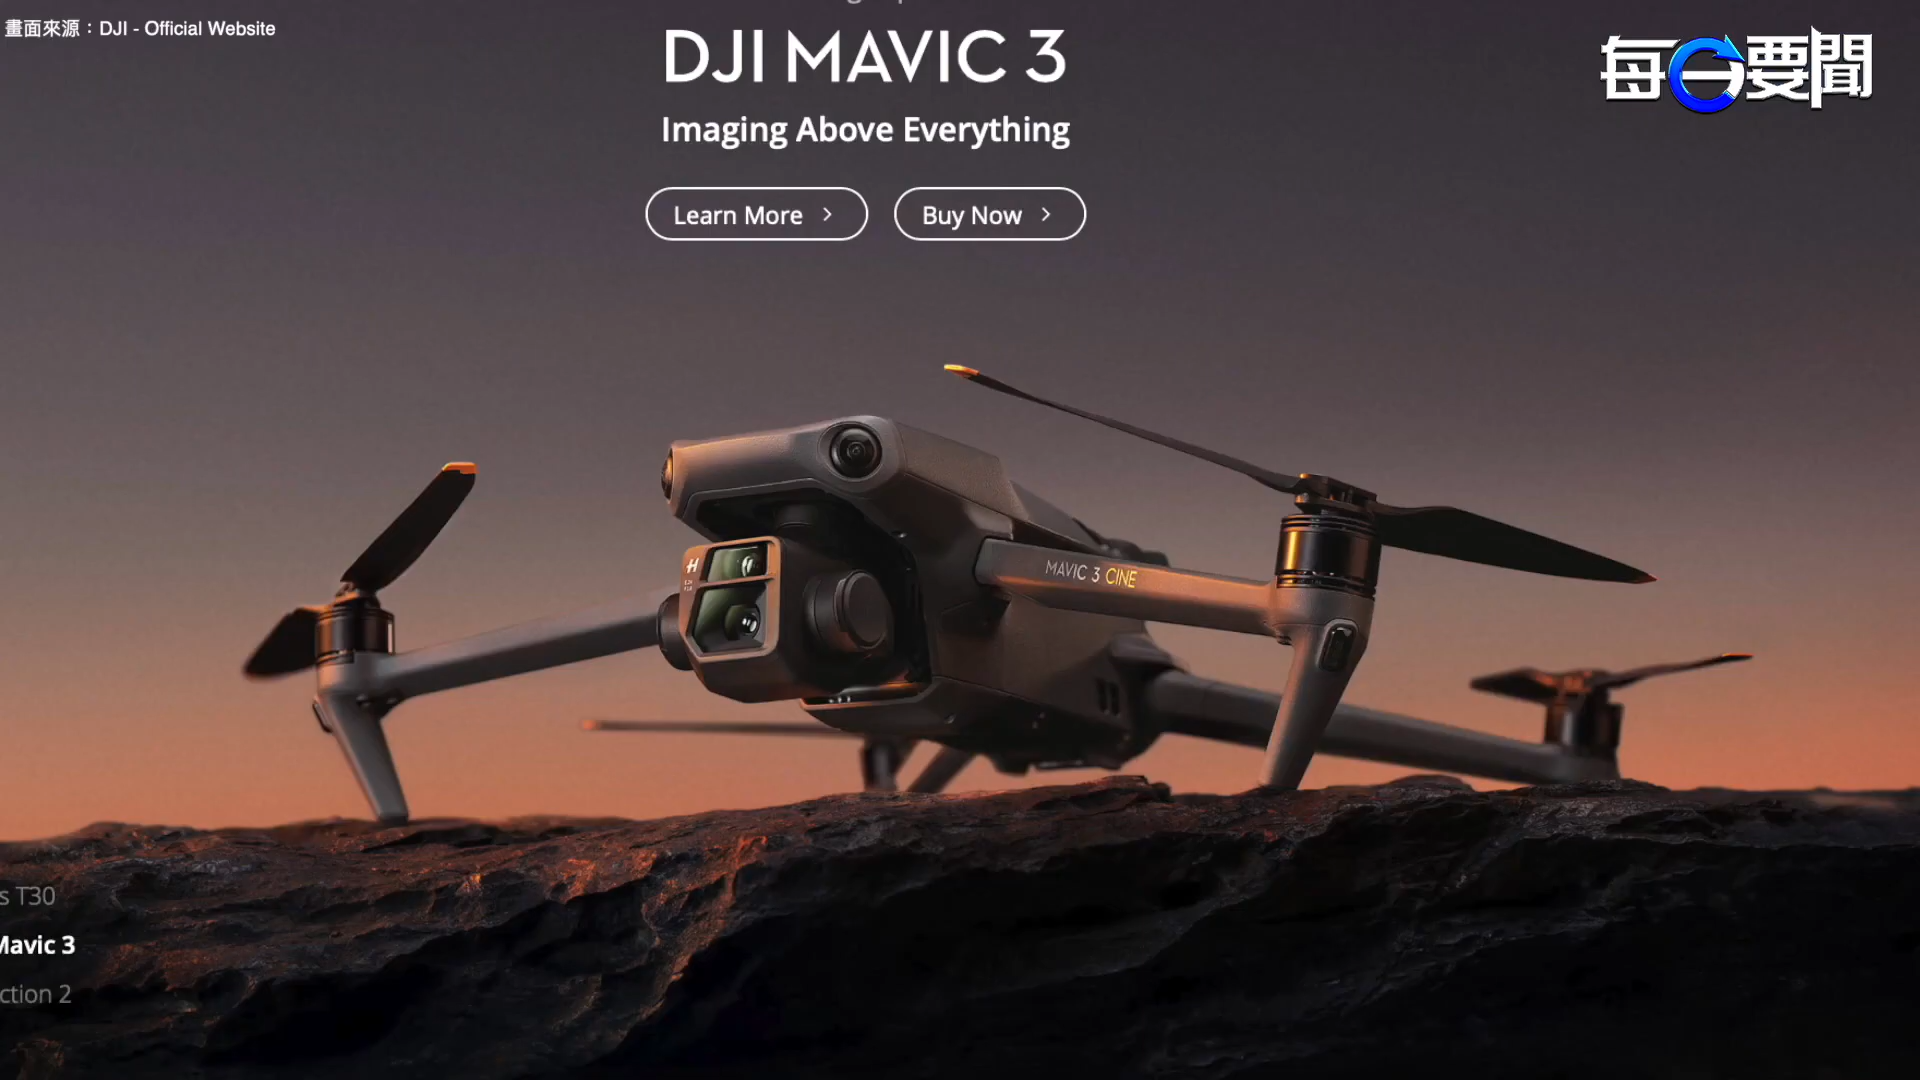 畫面來源：DJI - Official Website
每日要聞
DJI MAVIC 3
Imaging Above Everything
Learn More
Buy Now
H
MAVIC 3 CINE
s T30
Mavic 3
ction 2